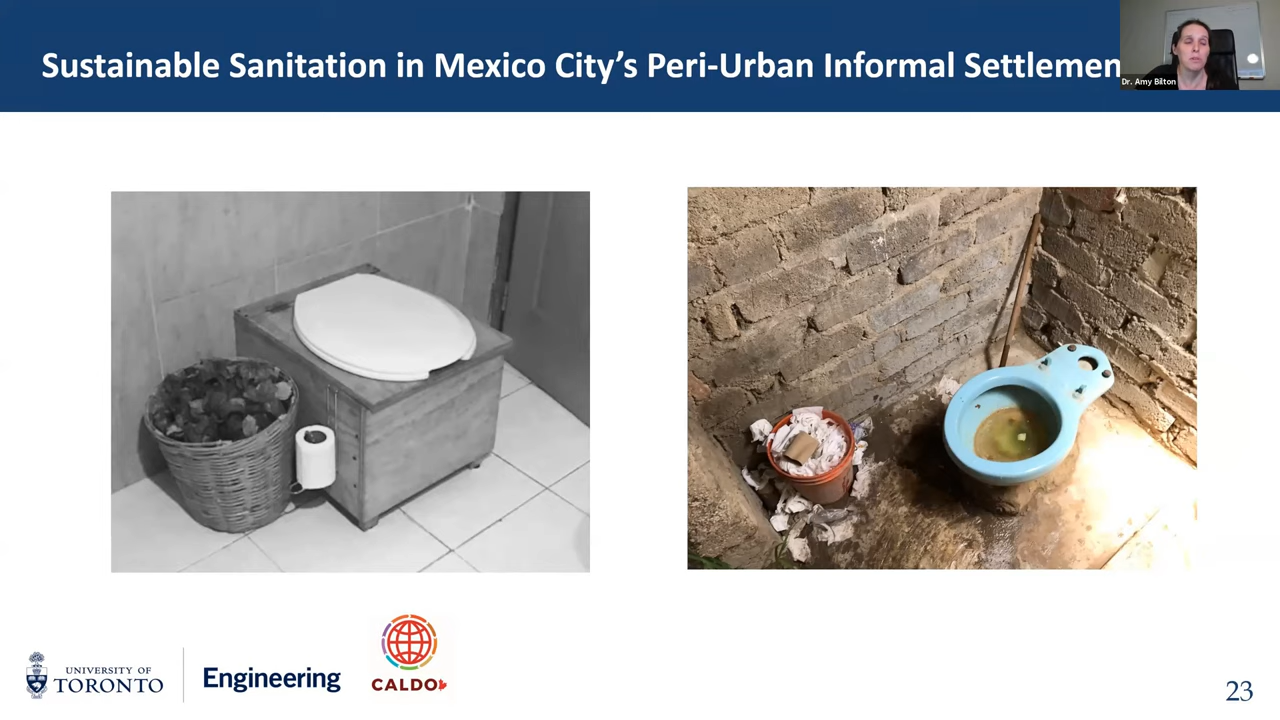 Sustainable Sanitation in Mexico City's Peri-Urban Informal Settlemen
Dr. Amy Bilton
UNIVERSITY OF
TORONTO
Engineering
CALDO
23